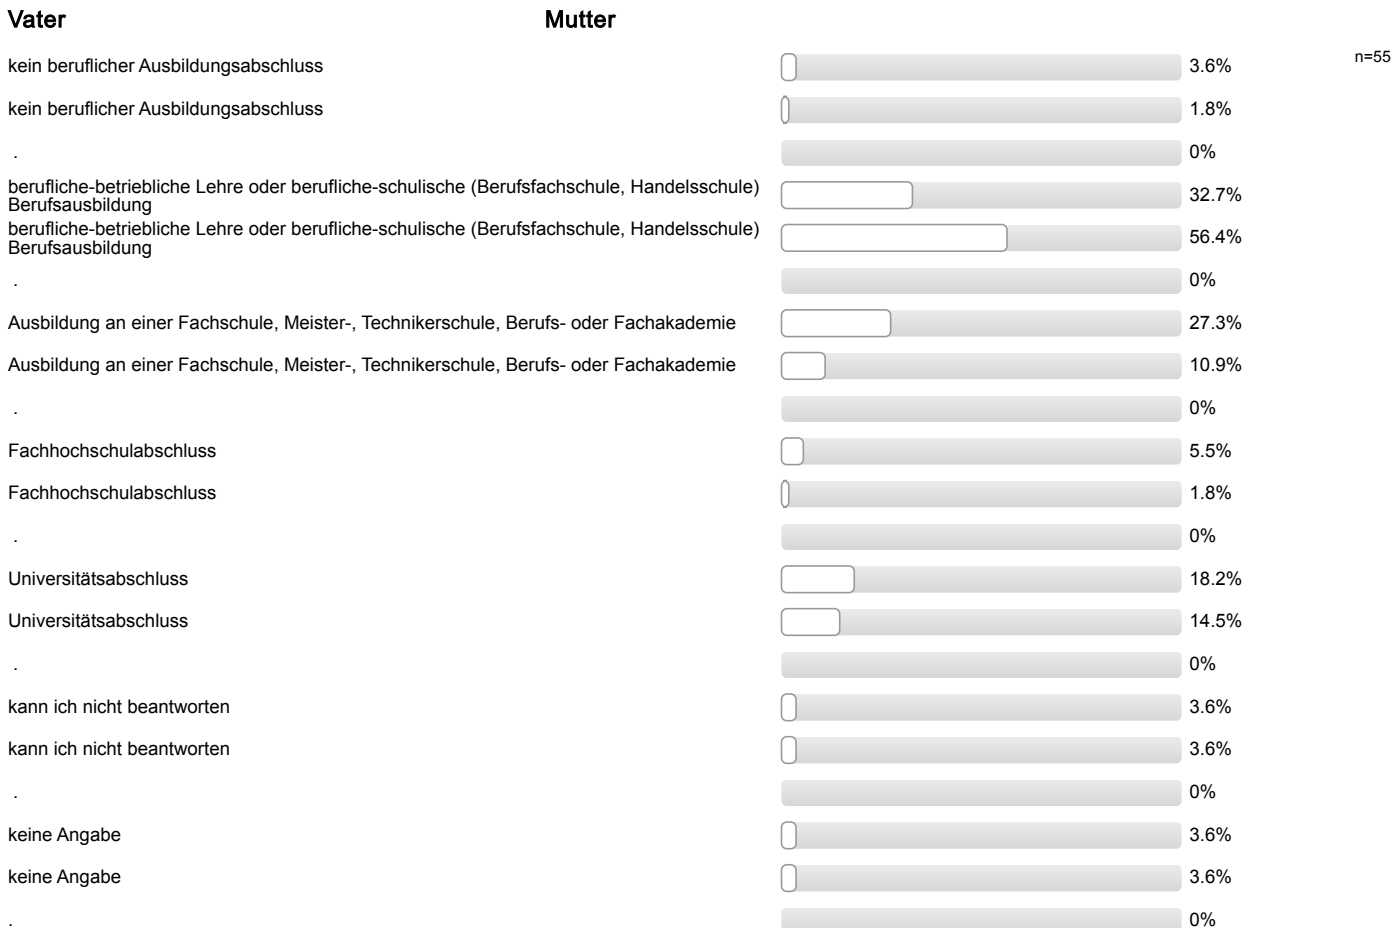 Vater Mutter
kein beruflicher Ausbildungsabschluss 3.6% n=55
kein beruflicher Ausbildungsabschluss 1.8%
. 0%
berufliche-betriebliche Lehre oder berufliche-schulische (Berufsfachschule, Handelsschule)
Berufsausbildung 32.7%
berufliche-betriebliche Lehre oder berufliche-schulische (Berufsfachschule, Handelsschule)
Berufsausbildung 56.4%
. 0%
Ausbildung an einer Fachschule, Meister-, Technikerschule, Berufs- oder Fachakademie 27.3%
Ausbildung an einer Fachschule, Meister-, Technikerschule, Berufs- oder Fachakademie 10.9%
. 0%
Fachhochschulabschluss 5.5%
Fachhochschulabschluss 1.8%
. 0%
Universitätsabschluss 18.2%
Universitätsabschluss 14.5%
. 0%
kann ich nicht beantworten 3.6%
kann ich nicht beantworten 3.6%
. 0%
keine Angabe 3.6%
keine Angabe 3.6%
. 0%